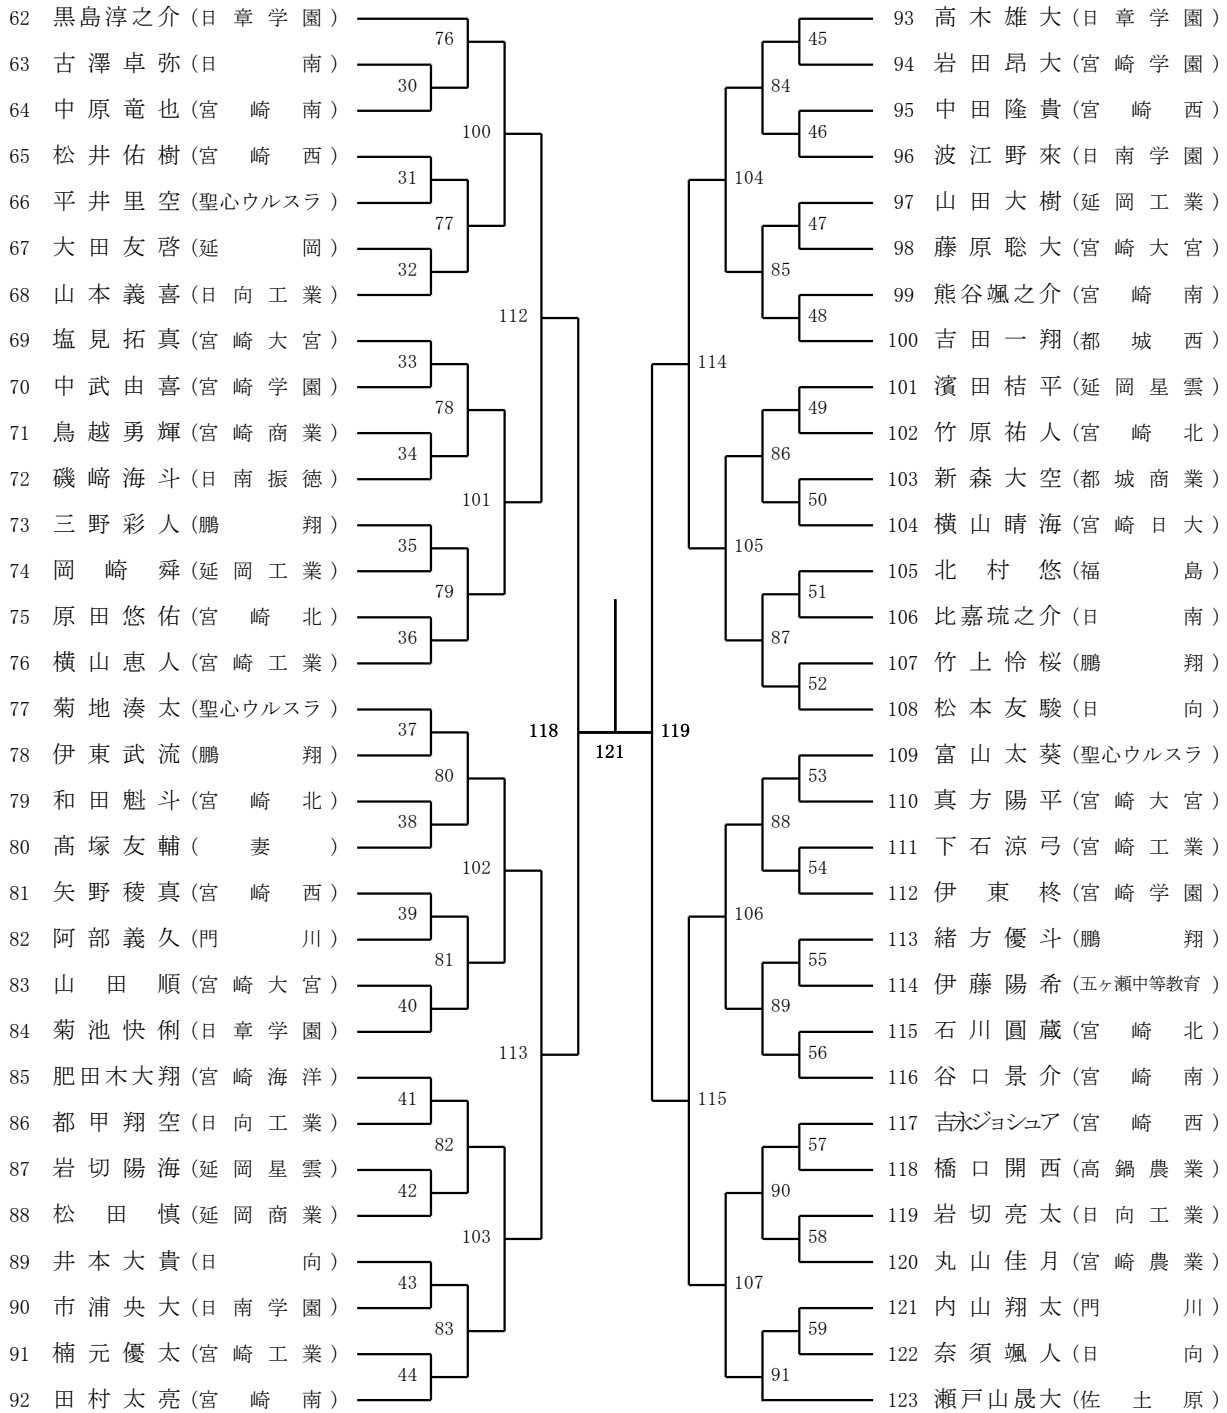 62 黒島淳之介 (日章学園)
76
63 古澤卓弥 (日南)
30
64 中原竜也 (宮崎南)
100
65 松井佑樹 (宮崎西)
31
66 平井里空 (聖心ウルスラ)
77
67 大田友啓 (延岡)
32
68 山本義喜 (日向工業)
112
69 塩見拓真 (宮崎大宮)
33
70 中武由喜 (宮崎学園)
78
71 鳥越勇輝 (宮崎商業)
34
72 磯﨑海斗 (日南振徳)
101
73 三野彩人 (鵬翔)
35
74 岡崎舜 (延岡工業)
79
75 原田悠佑 (宮崎北)
36
76 横山恵人 (宮崎工業)
77 菊地湊太 (聖心ウルスラ)
37
118
78 伊東武流 (鵬翔)
80
79 和田魁斗 (宮崎北)
38
80 髙塚友輔 (妻)
102
81 矢野稜真 (宮崎西)
39
82 阿部義久 (門川)
81
83 山田順 (宮崎大宮)
40
84 菊池快俐 (日章学園)
113
85 肥田木大翔 (宮崎海洋)
41
86 都甲翔空 (日向工業)
82
87 岩切陽海 (延岡星雲)
42
88 松田慎 (延岡商業)
103
89 井本大貴 (日向)
43
90 市浦央大 (日南学園)
83
91 楠元優太 (宮崎工業)
44
92 田村太亮 (宮崎南)
121
93 高木雄大 (日章学園)
45
94 岩田昂大 (宮崎学園)
84
95 中田隆貴 (宮崎西)
46
96 波江野來 (日南学園)
104
97 山田大樹 (延岡工業)
47
98 藤原聡大 (宮崎大宮)
85
99 熊谷颯之介 (宮崎南)
48
100 吉田一翔 (都城西)
114
101 濱田桔平 (延岡星雲)
49
102 竹原祐人 (宮崎北)
86
103 新森大空 (都城商業)
50
104 横山晴海 (宮崎日大)
105
105 北村悠 (福島)
51
106 比嘉琉之介 (日南)
87
107 竹上怜桜 (鵬翔)
52
108 松本友駿 (日向)
119
109 富山太葵 (聖心ウルスラ)
53
110 真方陽平 (宮崎大宮)
88
111 下石涼弓 (宮崎工業)
54
112 伊東柊 (宮崎学園)
106
113 緒方優斗 (鵬翔)
55
114 伊藤陽希 (五ヶ瀬中等教育)
89
115 石川圓蔵 (宮崎北)
56
116 谷口景介 (宮崎南)
115
117 吉永ジョシュア (宮崎西)
57
118 橋口開西 (高鍋農業)
90
119 岩切亮太 (日向工業)
58
120 丸山佳月 (宮崎農業)
107
121 内山翔太 (門川)
59
122 奈須颯人 (日向)
91
123 瀬戸山晟大 (佐土原)